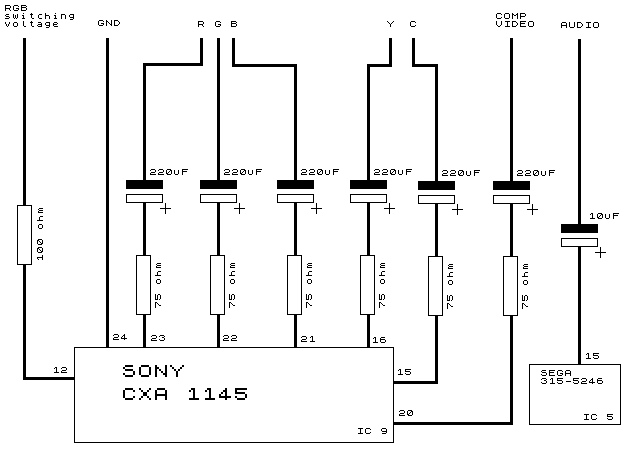 RGB
switching
voltage
GND
R G B
Y C
COMP
VIDEO
AUDIO
220uF
220uF
220uF
220uF
220uF
220uF
10uF
+
+
+
+
+
+
+
100 ohm
75 ohm
75 ohm
75 ohm
75 ohm
75 ohm
75 ohm
24
23
22
21
16
12
15
20
15
SONY
CXA 1145
IC 9
SEGA
315-5246
IC 5